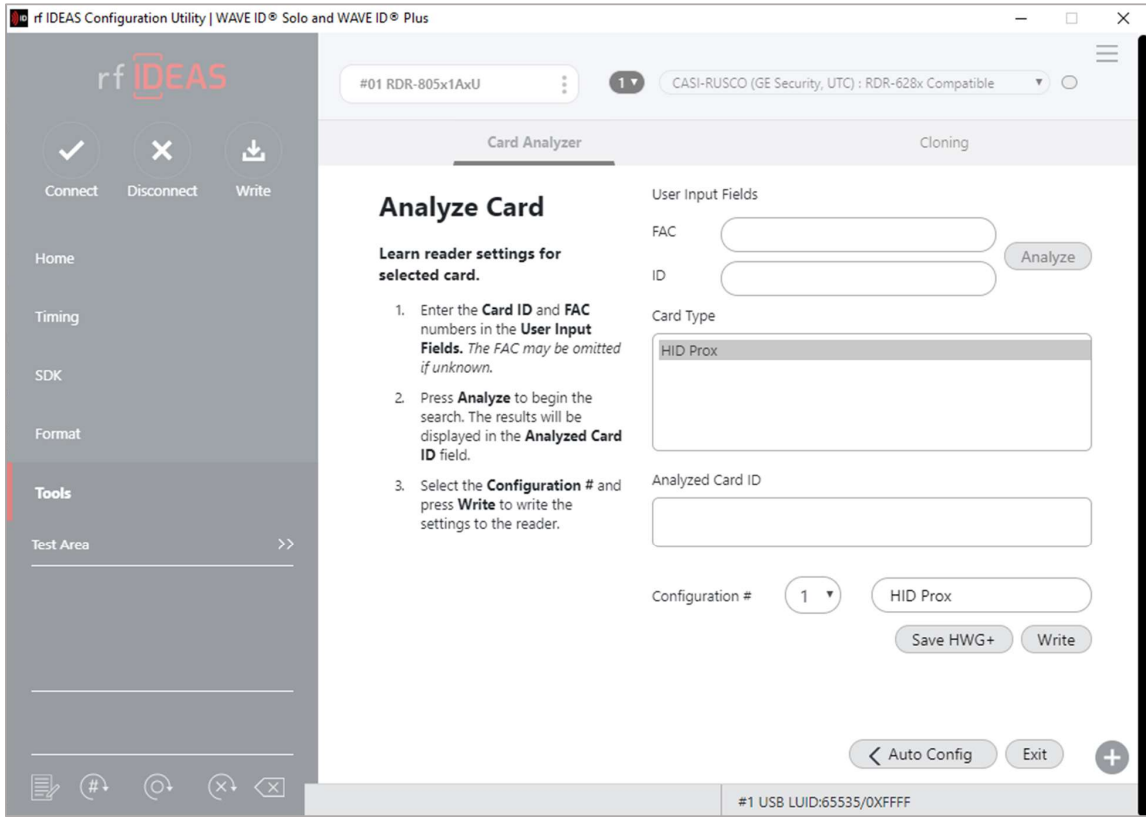 rf IDEAS Configuration Utility | WAVE ID® Solo and WAVE ID® Plus
rf IDEAS
#01 RDR-805x1AxU
1
CASI-RUSCO (GE Security, UTC) : RDR-628x Compatible
Connect
Disconnect
Write
Home
Timing
SDK
Format
Tools
Test Area >>
Card Analyzer
Cloning
Analyze Card
Learn reader settings for
selected card.
1. Enter the Card ID and FAC
numbers in the User Input
Fields. The FAC may be omitted
if unknown.
2. Press Analyze to begin the
search. The results will be
displayed in the Analyzed Card
ID field.
3. Select the Configuration # and
press Write to write the
settings to the reader.
User Input Fields
FAC
ID
Analyze
Card Type
HID Prox
Analyzed Card ID
Configuration #
1
HID Prox
Save HWG+
Write
Auto Config
Exit
#1 USB LUID:65535/0XFFFF